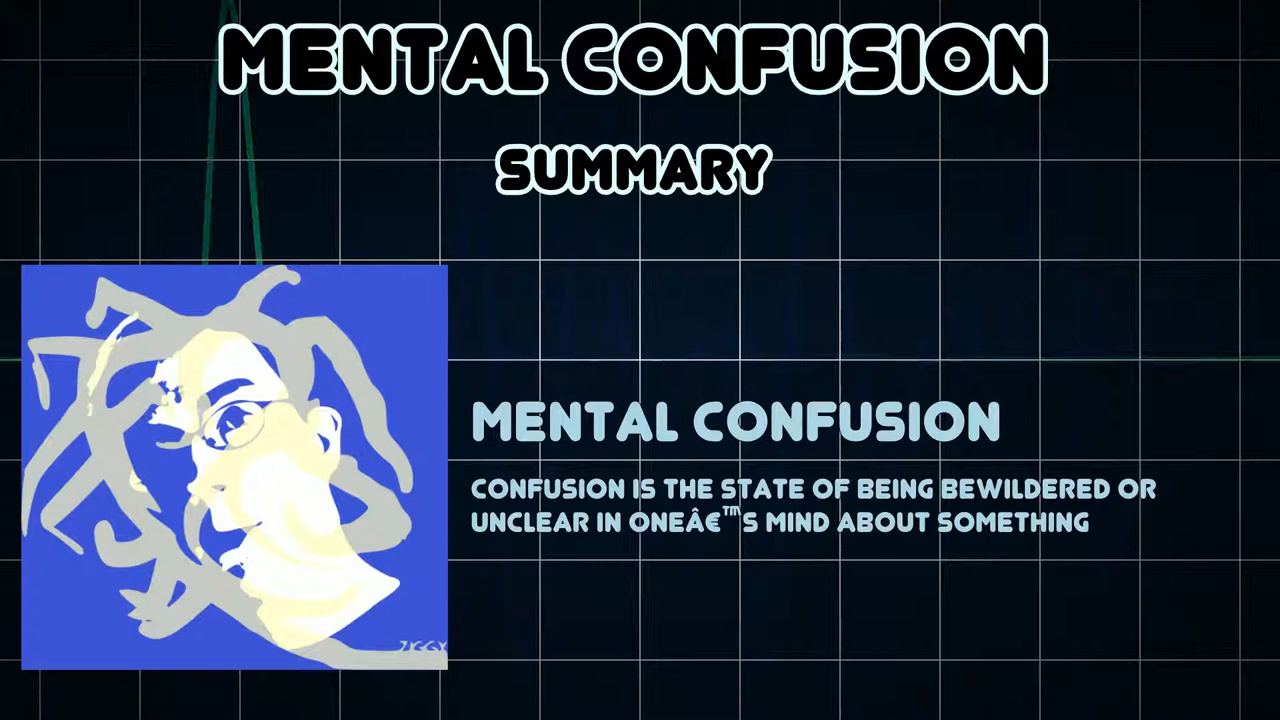 MENTAL CONFUSION
SUMMARY
MENTAL CONFUSION
CONFUSION IS THE STATE OF BEING BEWILDERED OR
UNCLEAR IN ONEÂ€™S MIND ABOUT SOMETHING
ZIGGY